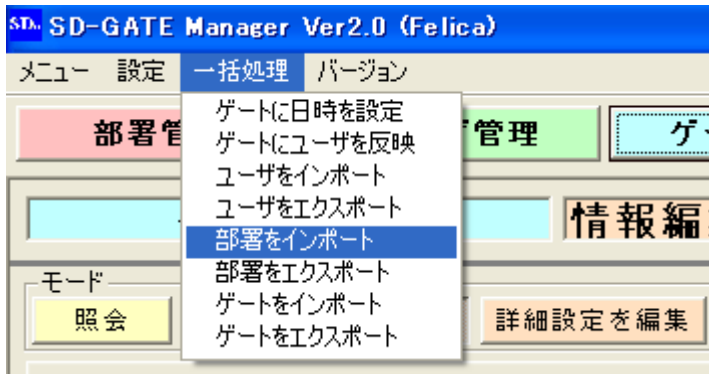 SD-GATE Manager Ver2.0 (Felica)
メニュー 設定 一括処理 バージョン
ゲートに日時を設定
ゲートにユーザを反映
ユーザをインポート
ユーザをエクスポート
部署をインポート
部署をエクスポート
ゲートをインポート
ゲートをエクスポート
部署管 管理 ゲ
情報編
モード
照会 詳細設定を編集